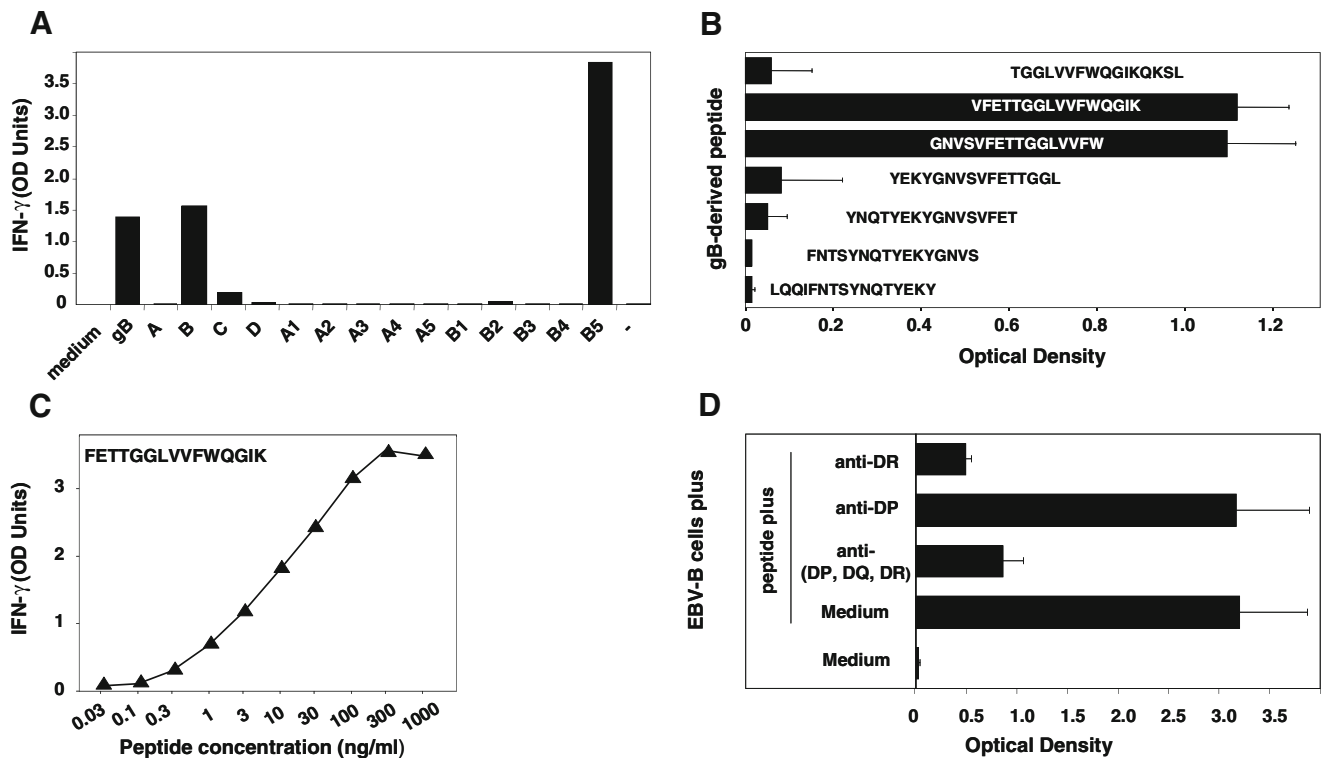 A
IFN-γ (OD Units)
3.5
3.0
2.5
2.0
1.5
1.0
0.5
0
medium gB A B C D A1 A2 A3 A4 A5 B1 B2 B3 B4 B5 -
B
gB-derived peptide
TGGLVVFWQGIKQKSL
VFETTGGLVVFWQGIK
GNVSVFETTGGLVVFW
YEKYGNVSVFETTGGL
YNQTYEKYGNVSVFET
FNTSYNQTYEKYGNVS
LQQIFNTSYNQTYEKY
0 0.2 0.4 0.6 0.8 1.0 1.2
Optical Density
C
FETTGGLVVFWQGIK
IFN-γ (OD Units)
3
2
1
0
0.03 0.1 0.3 1 3 10 30 100 300 1000
Peptide concentration (ng/ml)
D
EBV-B cells plus
peptide plus
anti-DR
anti-DP
anti-
(DP, DQ, DR)
Medium
Medium
0 0.5 1.0 1.5 2.0 2.5 3.0 3.5
Optical Density